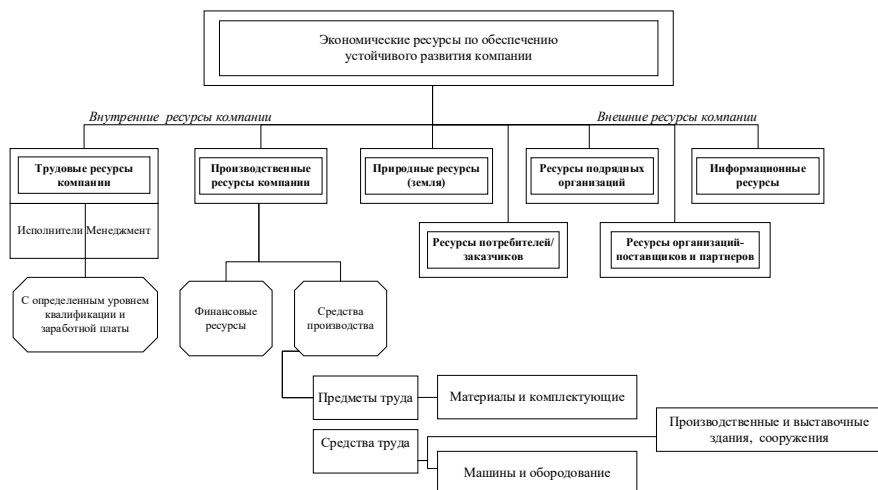 Экономические ресурсы по обеспечению
устойчивого развития компании
Внутренние ресурсы компании
Внешние ресурсы компании
Трудовые ресурсы
компании
Производственные
ресурсы компании
Природные ресурсы
(земля)
Ресурсы подрядных
организаций
Информационные
ресурсы
Исполнители
Менеджмент
Ресурсы потребителей/
заказчиков
Ресурсы организаций-
поставщиков и партнеров
С определенным уровнем
квалификации и
заработной платы
Финансовые
ресурсы
Средства
производства
Предметы труда
Материалы и комплектующие
Производственные и выставочные
здания, сооружения
Средства труда
Машины и обородование